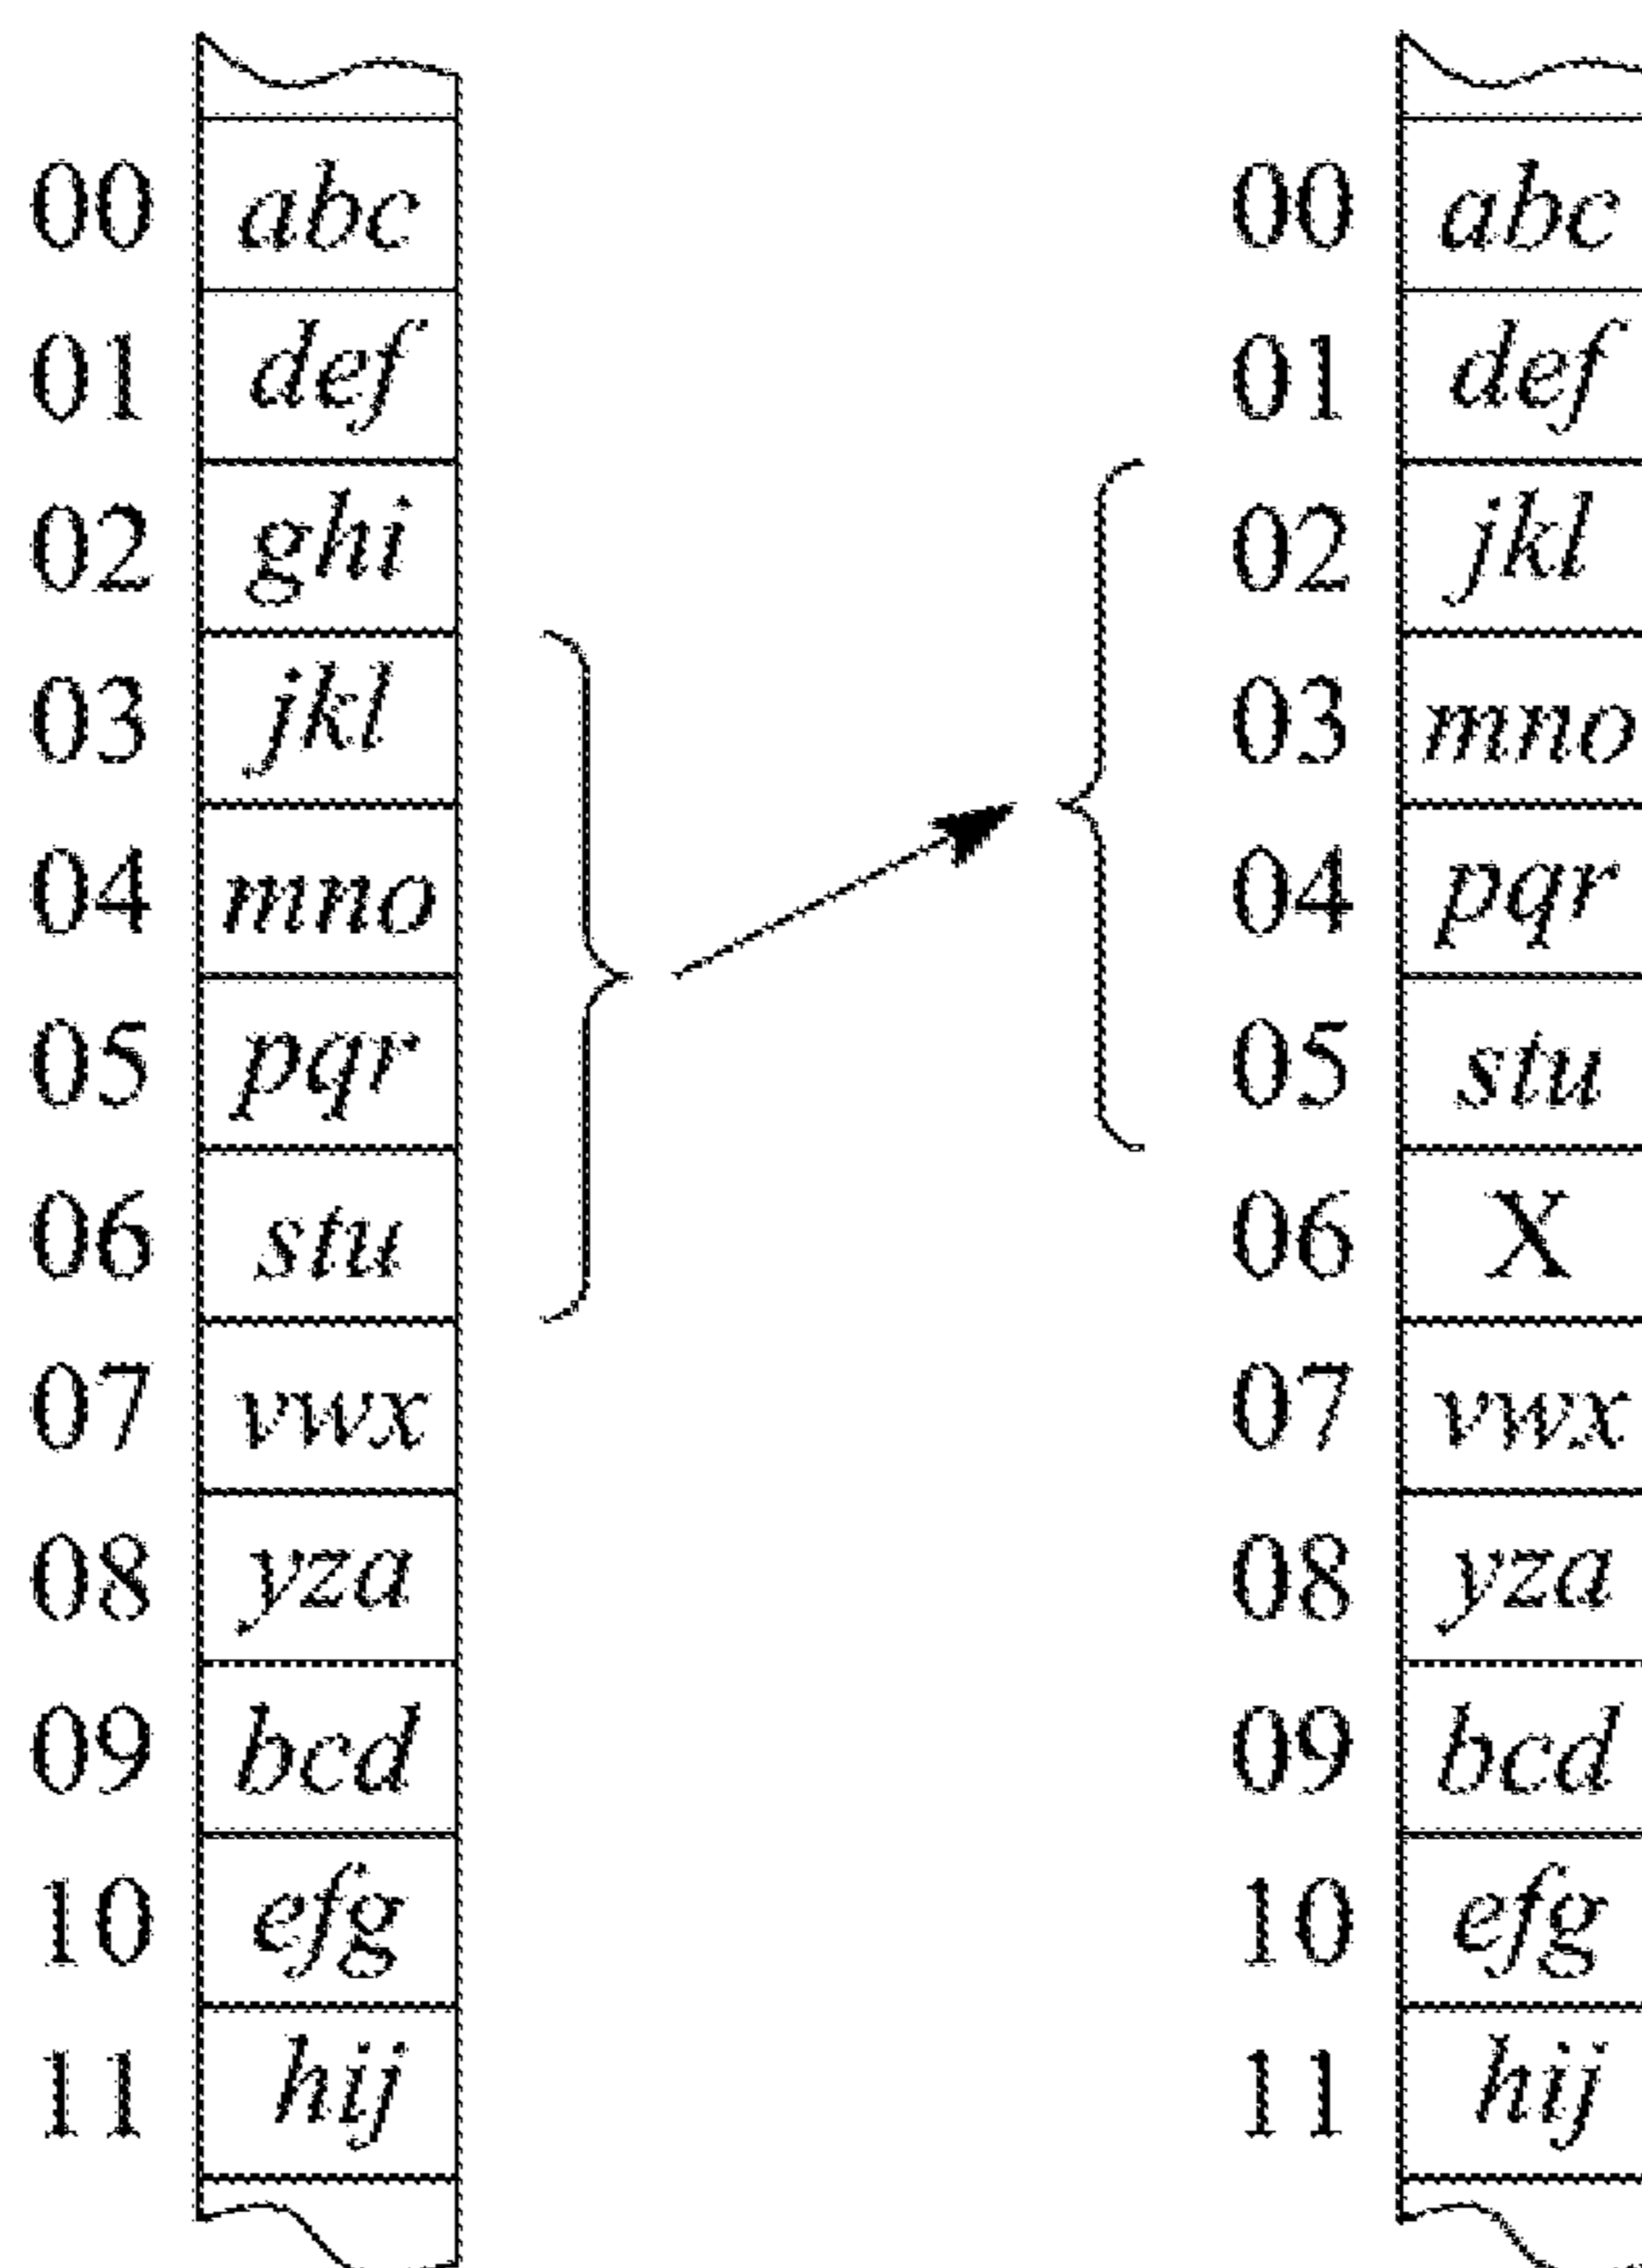 00 abc 00 abc
01 def 01 def
02 ghi 02 jkl
03 jkl 03 mno
04 mno 04 pqr
05 pqr 05 stu
06 stu 06 X
07 vwx 07 vwx
08 yza 08 yza
09 bcd 09 bcd
10 efg 10 efg
11 hij 11 hij